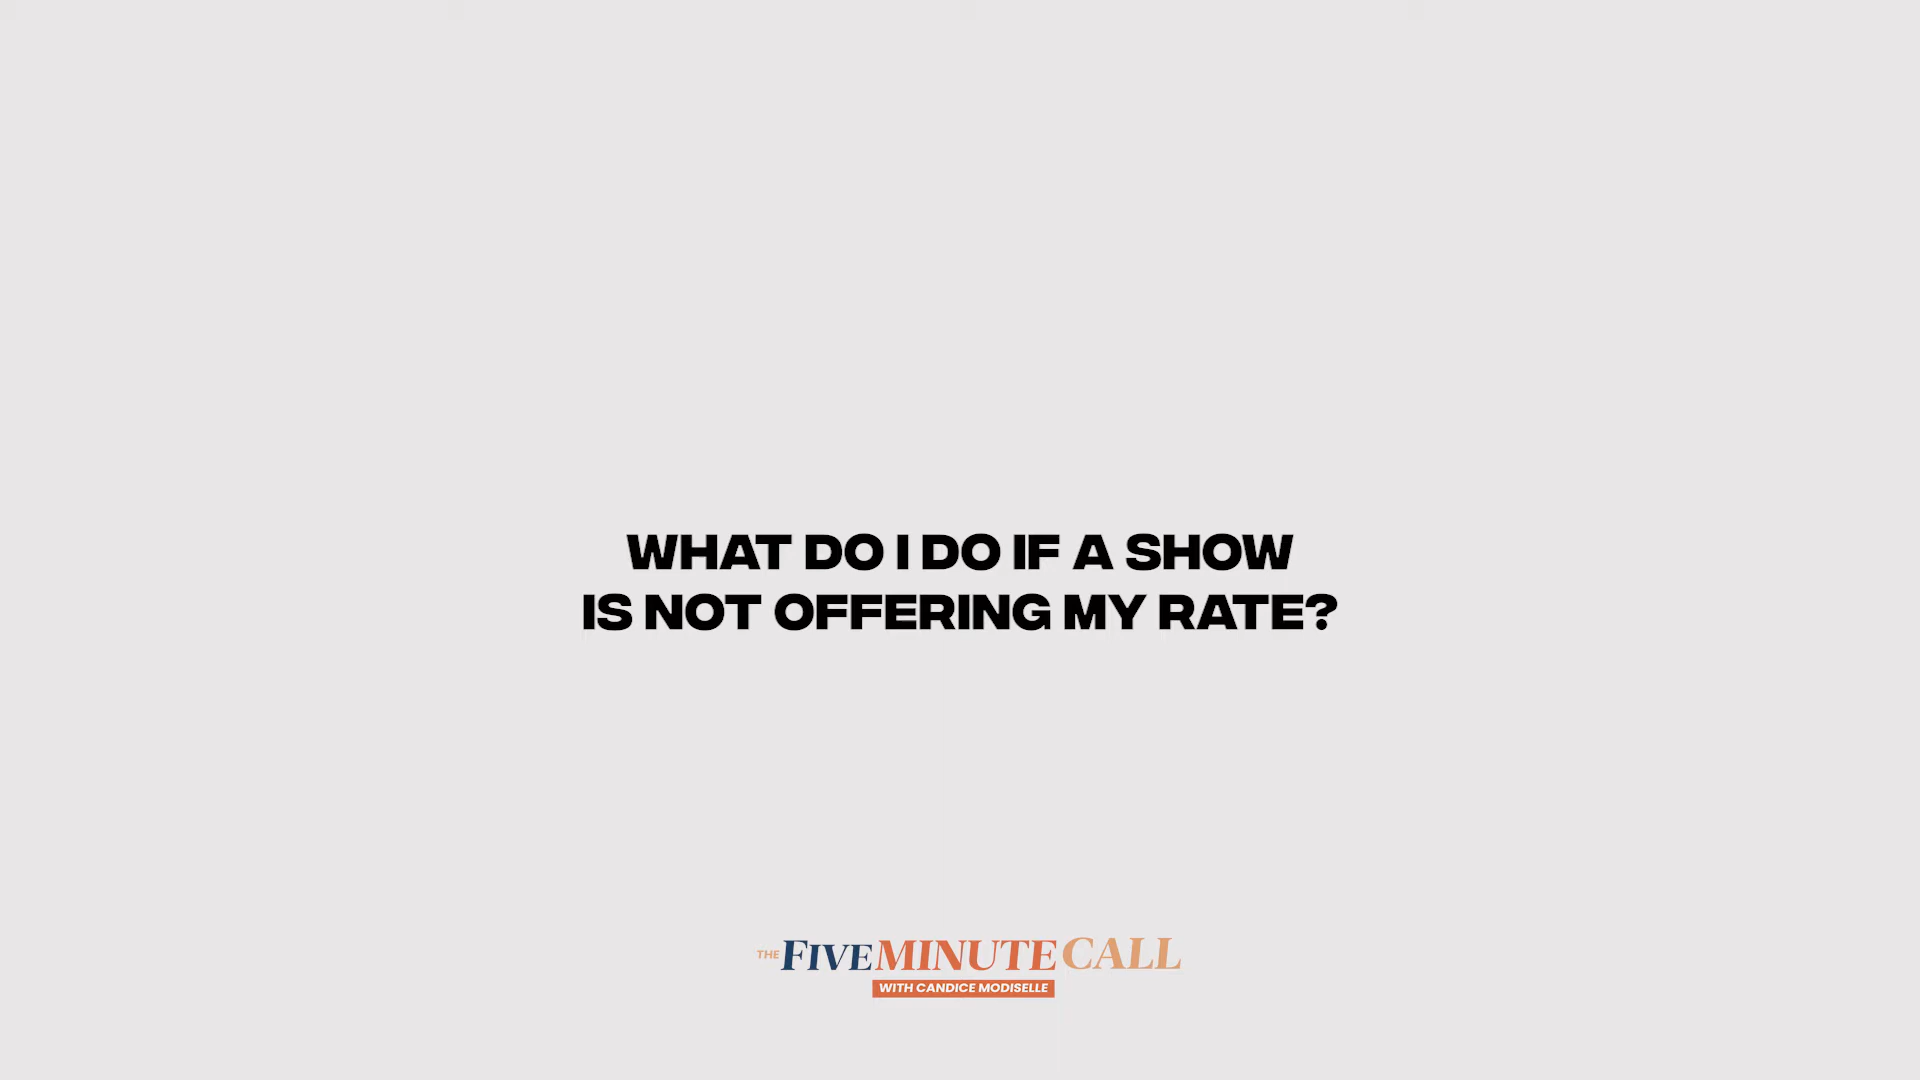 WHAT DO I DO IF A SHOW
IS NOT OFFERING MY RATE?
THE FIVE MINUTE CALL
WITH CANDICE MODISELLE